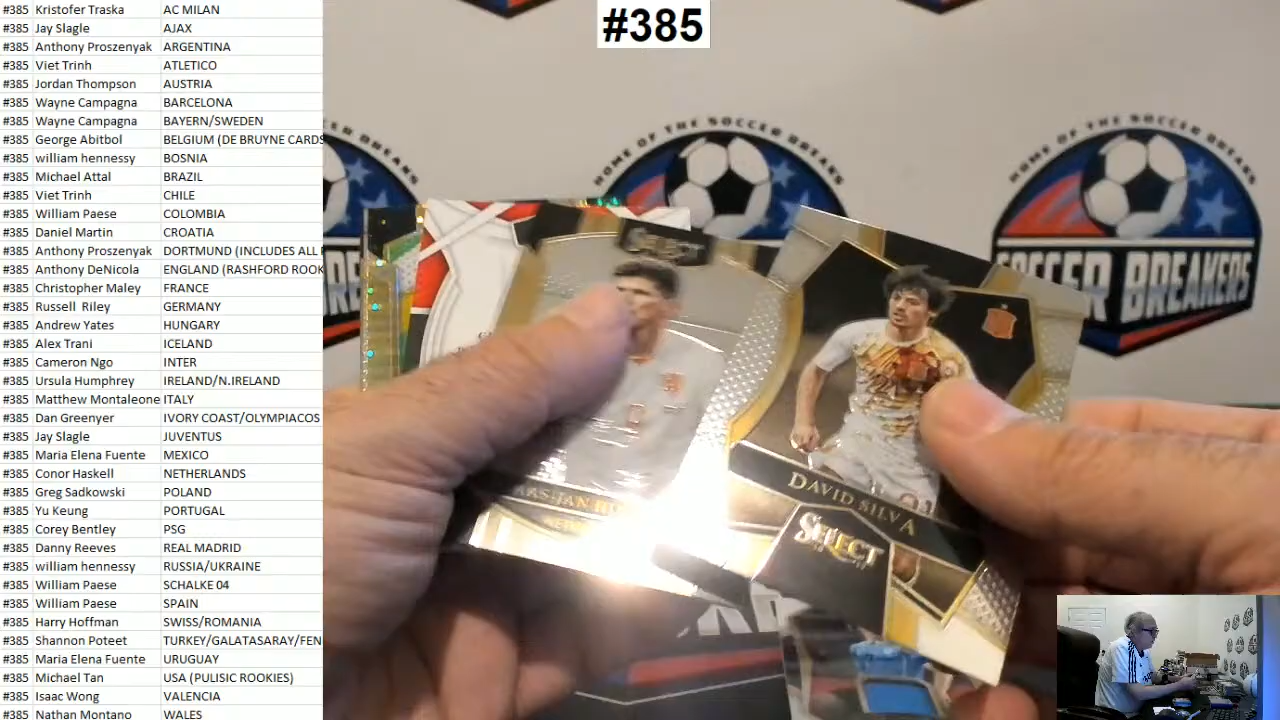 #385 Kristofer Traska AC MILAN
#385 Jay Slagle AJAX
#385 Anthony Proszenyak ARGENTINA
#385 Viet Trinh ATLETICO
#385 Jordan Thompson AUSTRIA
#385 Wayne Campagna BARCELONA
#385 Wayne Campagna BAYERN/SWEDEN
#385 George Abitbol BELGIUM (DE BRUYNE CARDS
#385 william hennessy BOSNIA
#385 Michael Attal BRAZIL
#385 Viet Trinh CHILE
#385 William Paese COLOMBIA
#385 Daniel Martin CROATIA
#385 Anthony Proszenyak DORTMUND (INCLUDES ALL
#385 Anthony DeNicola ENGLAND (RASHFORD ROOK
#385 Christopher Maley FRANCE
#385 Russell Riley GERMANY
#385 Andrew Yates HUNGARY
#385 Alex Trani ICELAND
#385 Cameron Ngo INTER
#385 Ursula Humphrey IRELAND/N.IRELAND
#385 Matthew Montaleone ITALY
#385 Dan Greenyer IVORY COAST/OLYMPIACOS
#385 Jay Slagle JUVENTUS
#385 Maria Elena Fuente MEXICO
#385 Conor Haskell NETHERLANDS
#385 Greg Sadkowski POLAND
#385 Yu Keung PORTUGAL
#385 Corey Bentley PSG
#385 Danny Reeves REAL MADRID
#385 william hennessy RUSSIA/UKRAINE
#385 William Paese SCHALKE 04
#385 William Paese SPAIN
#385 Harry Hoffman SWISS/ROMANIA
#385 Shannon Poteet TURKEY/GALATASARAY/FEN
#385 Maria Elena Fuente URUGUAY
#385 Michael Tan USA (PULISIC ROOKIES)
#385 Isaac Wong VALENCIA
#385 Nathan Montano WALES
#385
HOME OF THE SOCCER BREAKS
HOME OF THE SOCCER BREAKS
SOCCER BREAKERS
SELECT
DAVID SILVA
SELECT